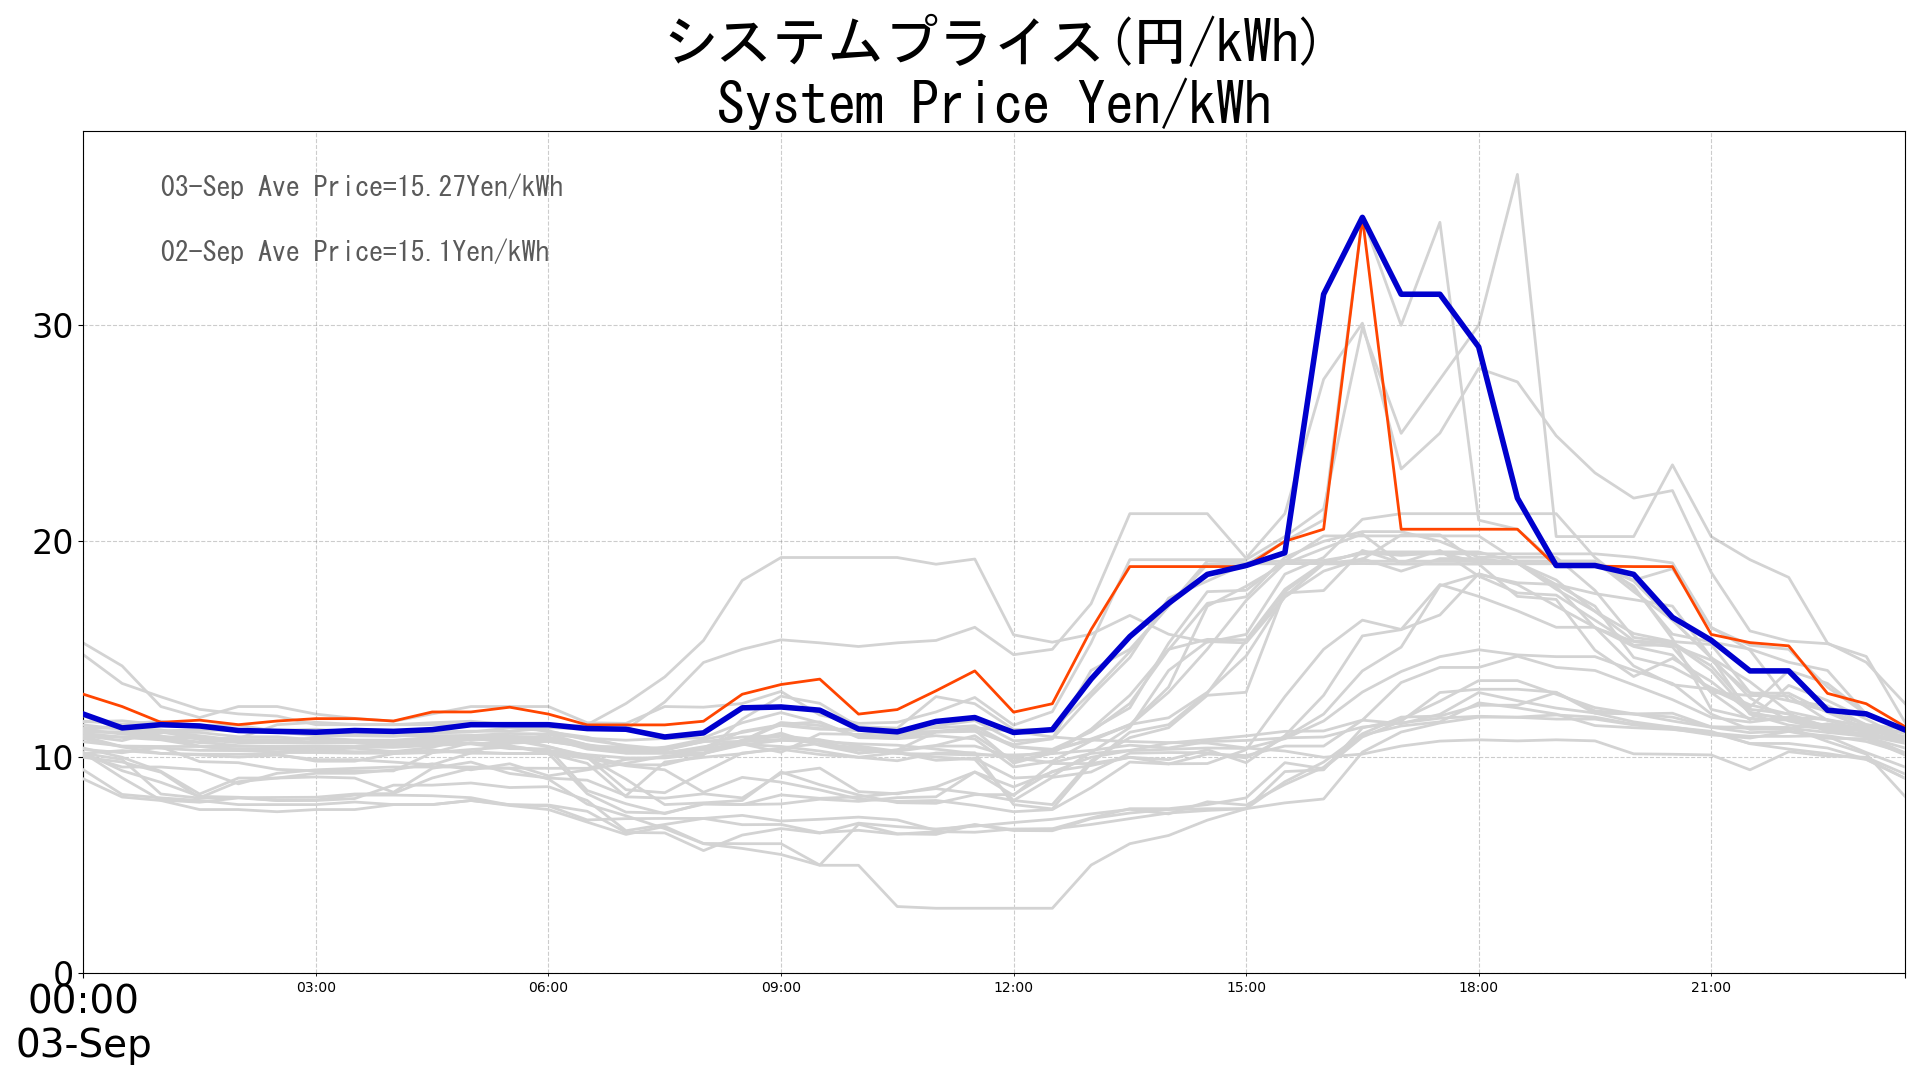 システムプライス(円/kWh)
System Price Yen/kWh
03-Sep Ave Price=15.27Yen/kWh
02-Sep Ave Price=15.1Yen/kWh
30
20
10
0
00:00 03:00 06:00 09:00 12:00 15:00 18:00 21:00
03-Sep